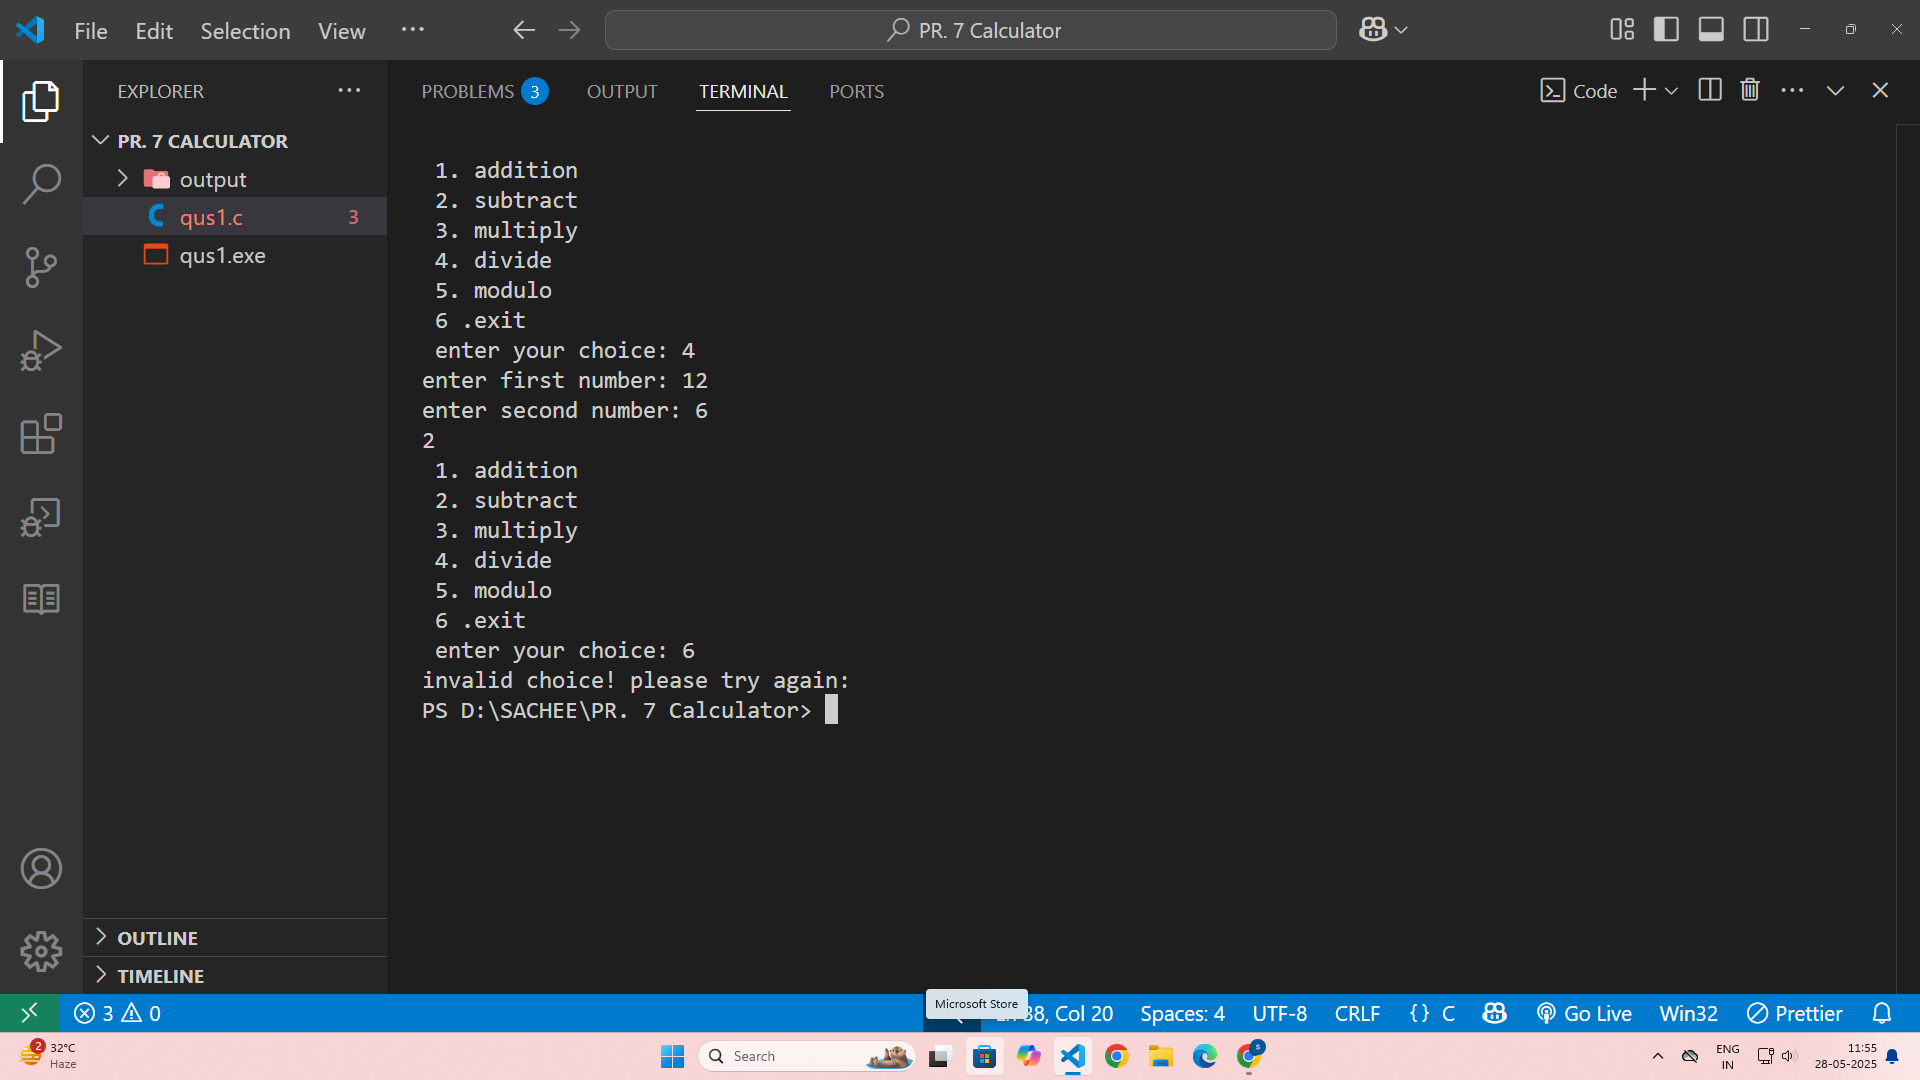 File Edit Selection View ··· PR. 7 Calculator
EXPLORER ···
PROBLEMS 3 OUTPUT TERMINAL PORTS
Code ···
PR. 7 CALCULATOR
output
qus1.c 3
qus1.exe
1. addition
2. subtract
3. multiply
4. divide
5. modulo
6 .exit
enter your choice: 4
enter first number: 12
enter second number: 6
2
1. addition
2. subtract
3. multiply
4. divide
5. modulo
6 .exit
enter your choice: 6
invalid choice! please try again:
PS D:\SACHEE\PR. 7 Calculator>
OUTLINE
TIMELINE
Microsoft Store
3 0
38, Col 20 Spaces: 4 UTF-8 CRLF {} C Go Live Win32 Prettier
2
32°C
Haze
Search
S
ENG
IN
11:55
28-05-2025